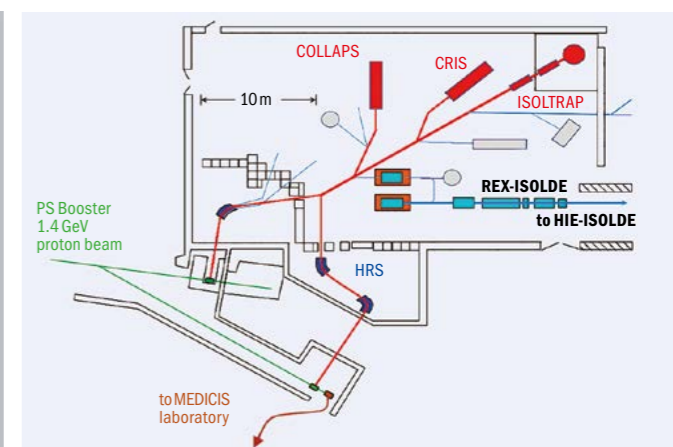 COLLAPS
CRIS
10 m
ISOLTRAP
REX-ISOLDE
to HIE-ISOLDE
PS Booster
1.4 GeV
proton beam
HRS
to MEDICIS
laboratory